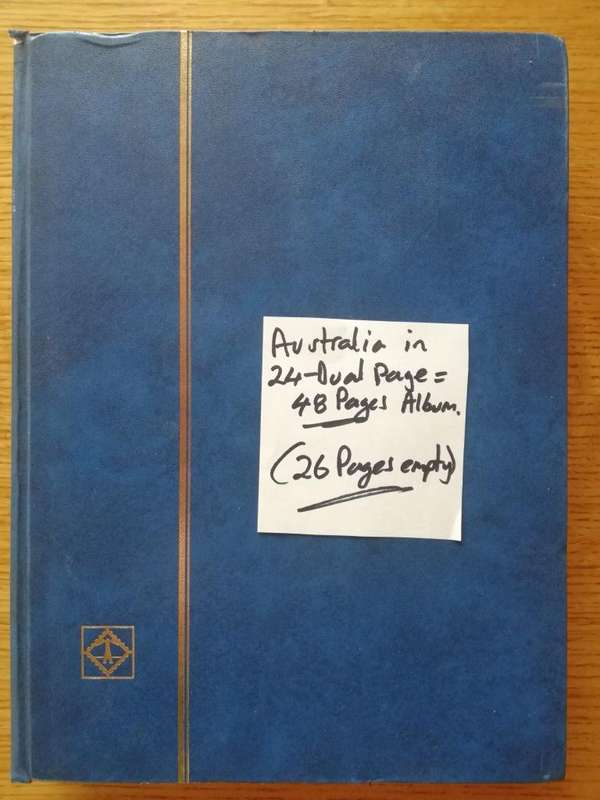 Australia in
24-Dual Page =
48 Pages Album.
(26 Pages empty)